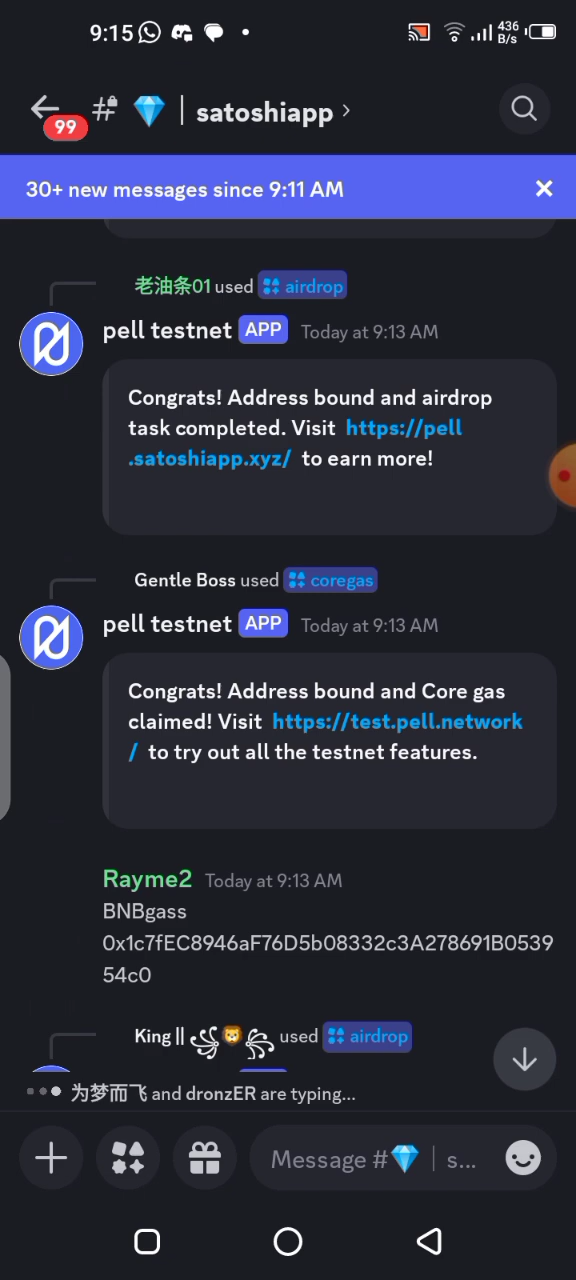 9:15
436
B/s
99
satoshiapp
30+ new messages since 9:11 AM
老油条01 used airdrop
pell testnet APP Today at 9:13 AM
Congrats! Address bound and airdrop
task completed. Visit https://pell
.satoshiapp.xyz/ to earn more!
Gentle Boss used coregas
pell testnet APP Today at 9:13 AM
Congrats! Address bound and Core gas
claimed! Visit https://test.pell.network
/ to try out all the testnet features.
Rayme2 Today at 9:13 AM
BNBgass
0x1c7fEC8946aF76D5b08332c3A278691B0539
54c0
King || ꧁🦁꧂ used airdrop
为梦而飞 and dronzER are typing...
Message #💎 | s...